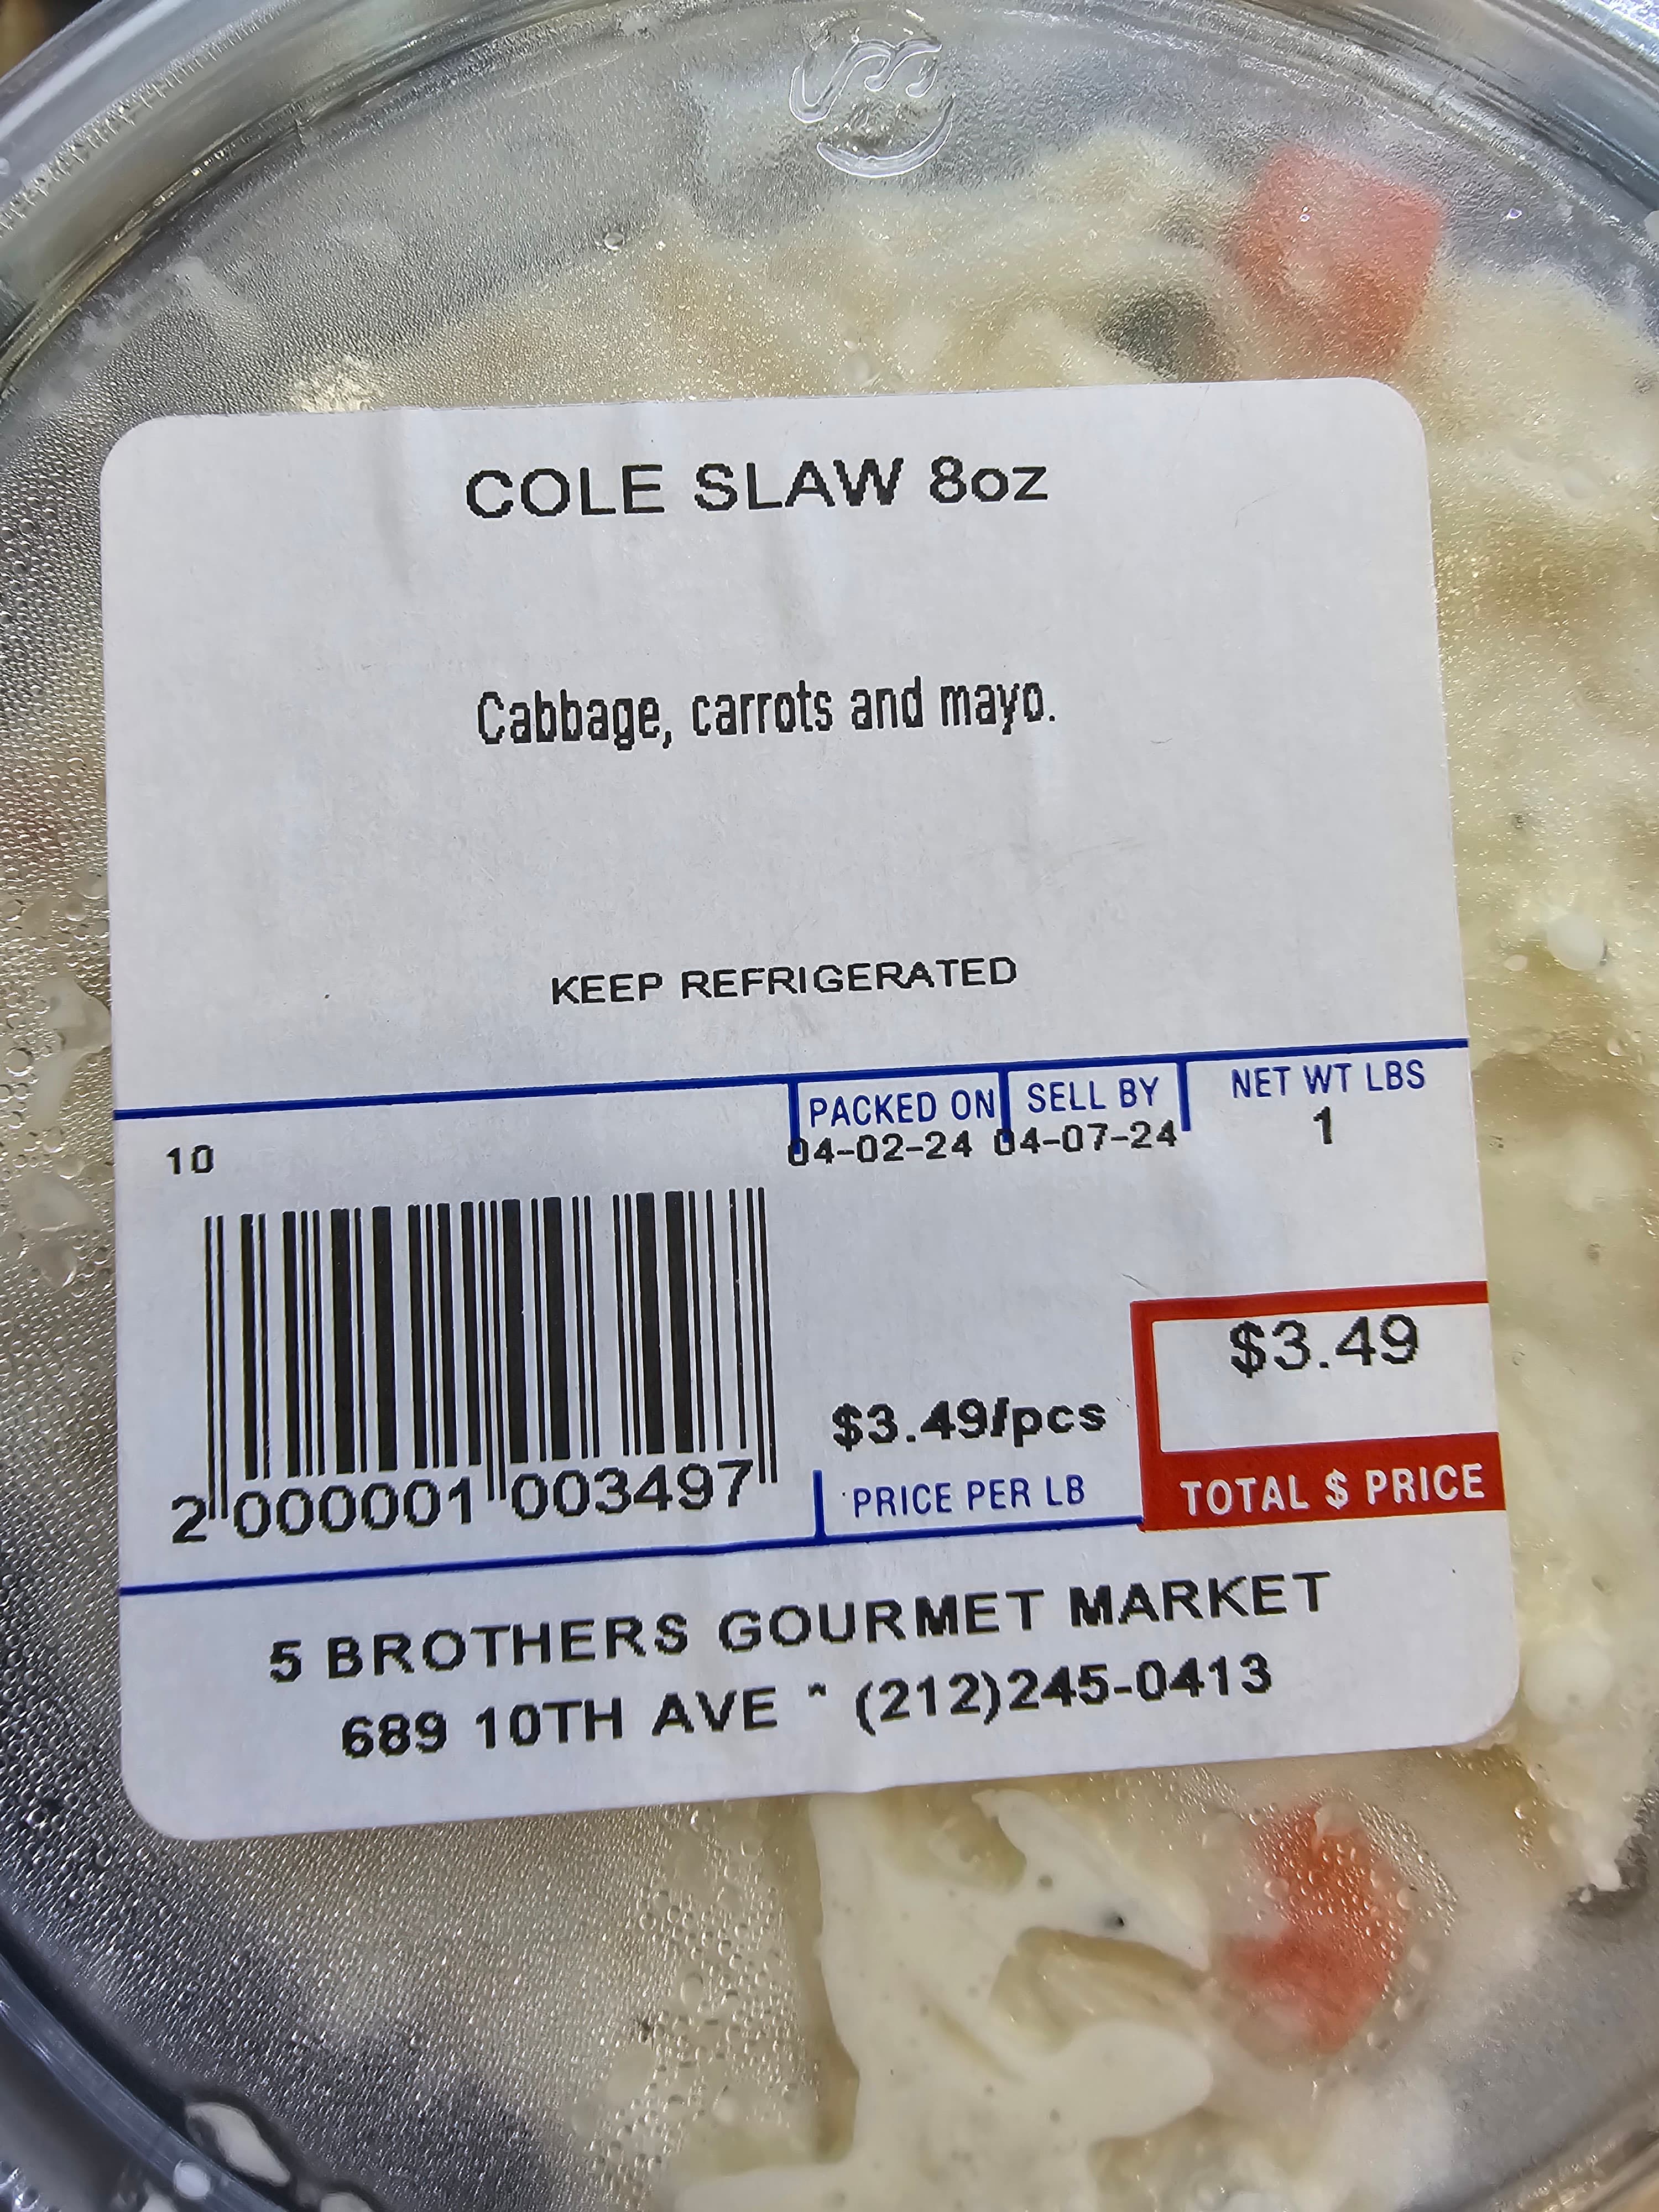 COLE SLAW 8oz
Cabbage, carrots and mayo.
KEEP REFRIGERATED
PACKED ON SELL BY NET WT LBS
04-02-24 04-07-24 1
10
$3.49
$3.49/pcs
2 000001 003497
PRICE PER LB
TOTAL $ PRICE
5 BROTHERS GOURMET MARKET
689 10TH AVE ^ (212)245-0413